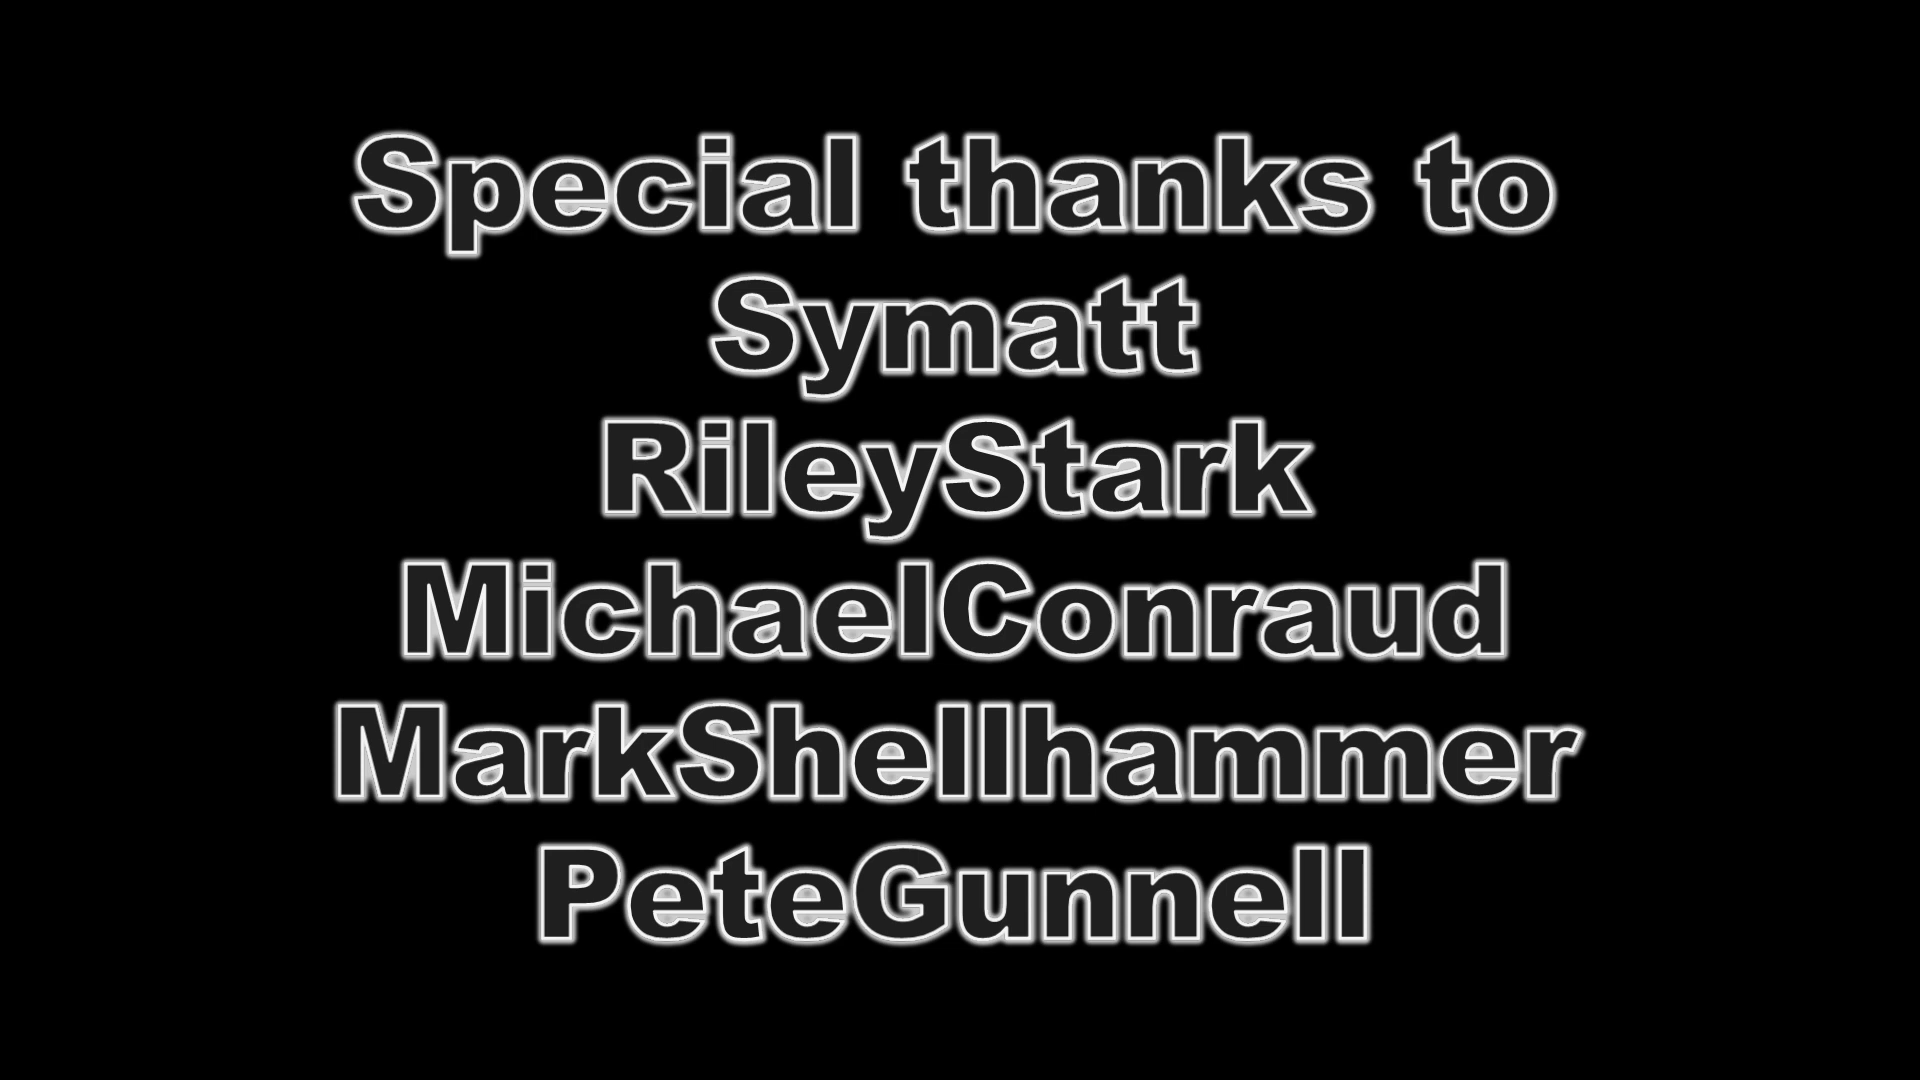 Special thanks to
Symatt
RileyStark
MichaelConraud
MarkShellhammer
PeteGunnell